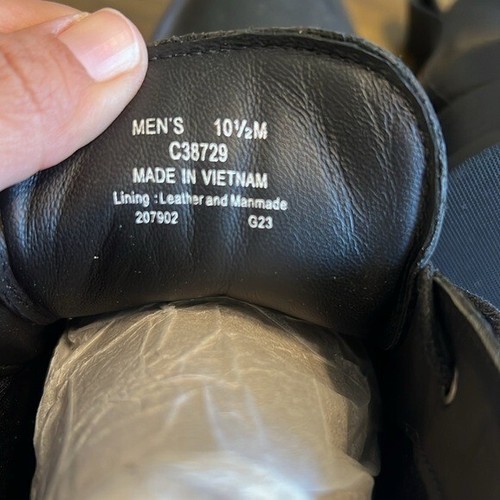 MEN'S 10½M
C38729
MADE IN VIETNAM
Lining : Leather and Manmade
207902 G23